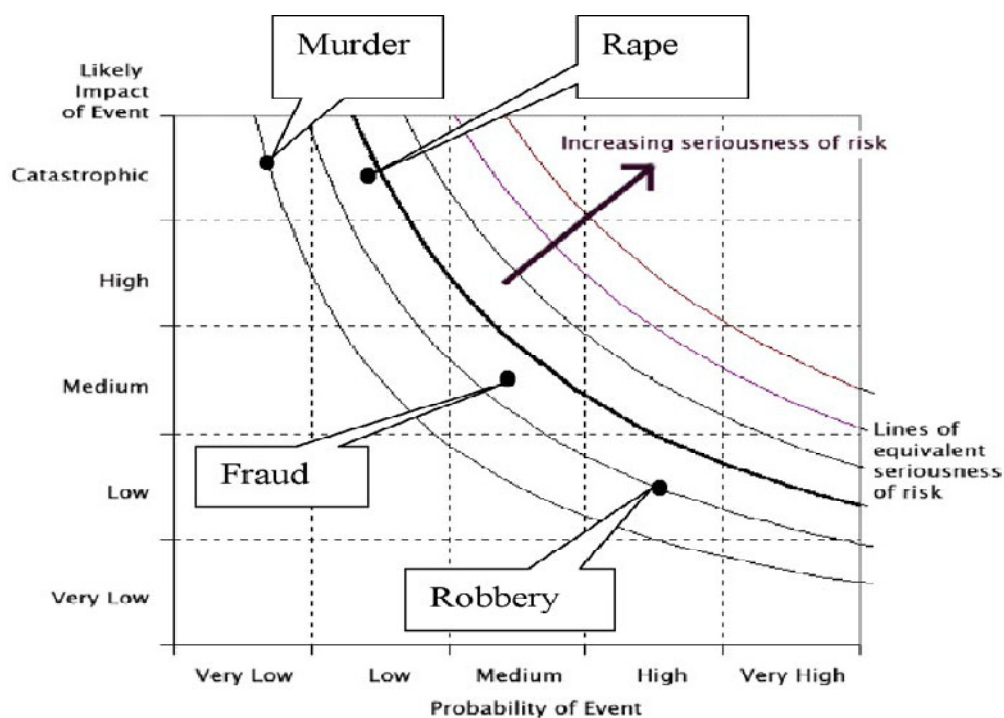 Murder
Rape
Likely
Impact
of Event
Increasing seriousness of risk
Catastrophic
High
Medium
Fraud
Lines of
equivalent
seriousness
of risk
Low
Robbery
Very Low
Very Low
Low
Medium
High
Very High
Probability of Event